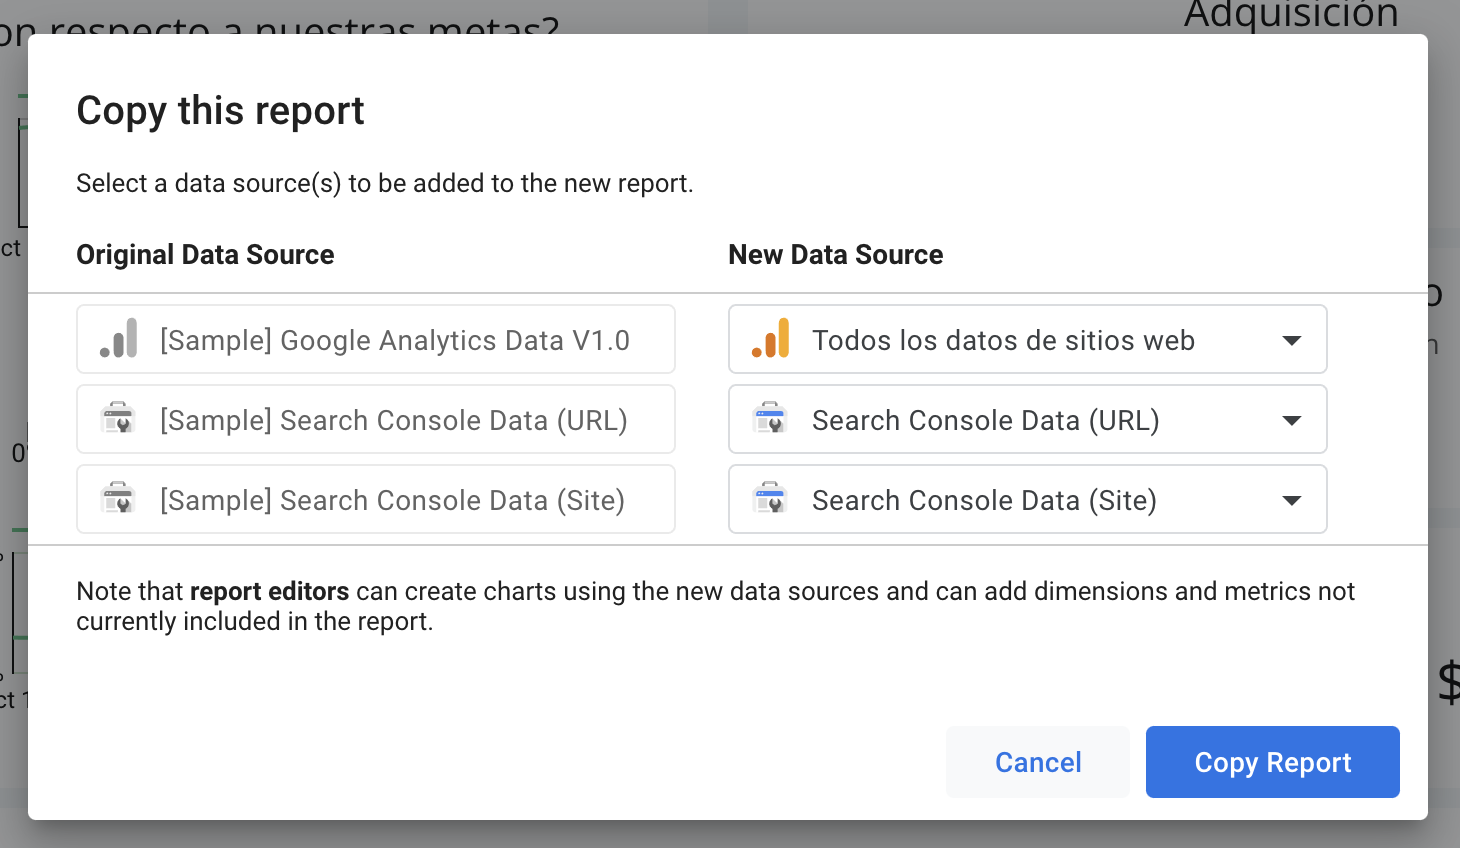 on respecto a nuestras metas?
Adquisición
Copy this report
Select a data source(s) to be added to the new report.
Original Data Source
New Data Source
[Sample] Google Analytics Data V1.0
Todos los datos de sitios web
[Sample] Search Console Data (URL)
Search Console Data (URL)
[Sample] Search Console Data (Site)
Search Console Data (Site)
Note that report editors can create charts using the new data sources and can add dimensions and metrics not
currently included in the report.
Cancel
Copy Report
ct
o
n
0
ct 1
$